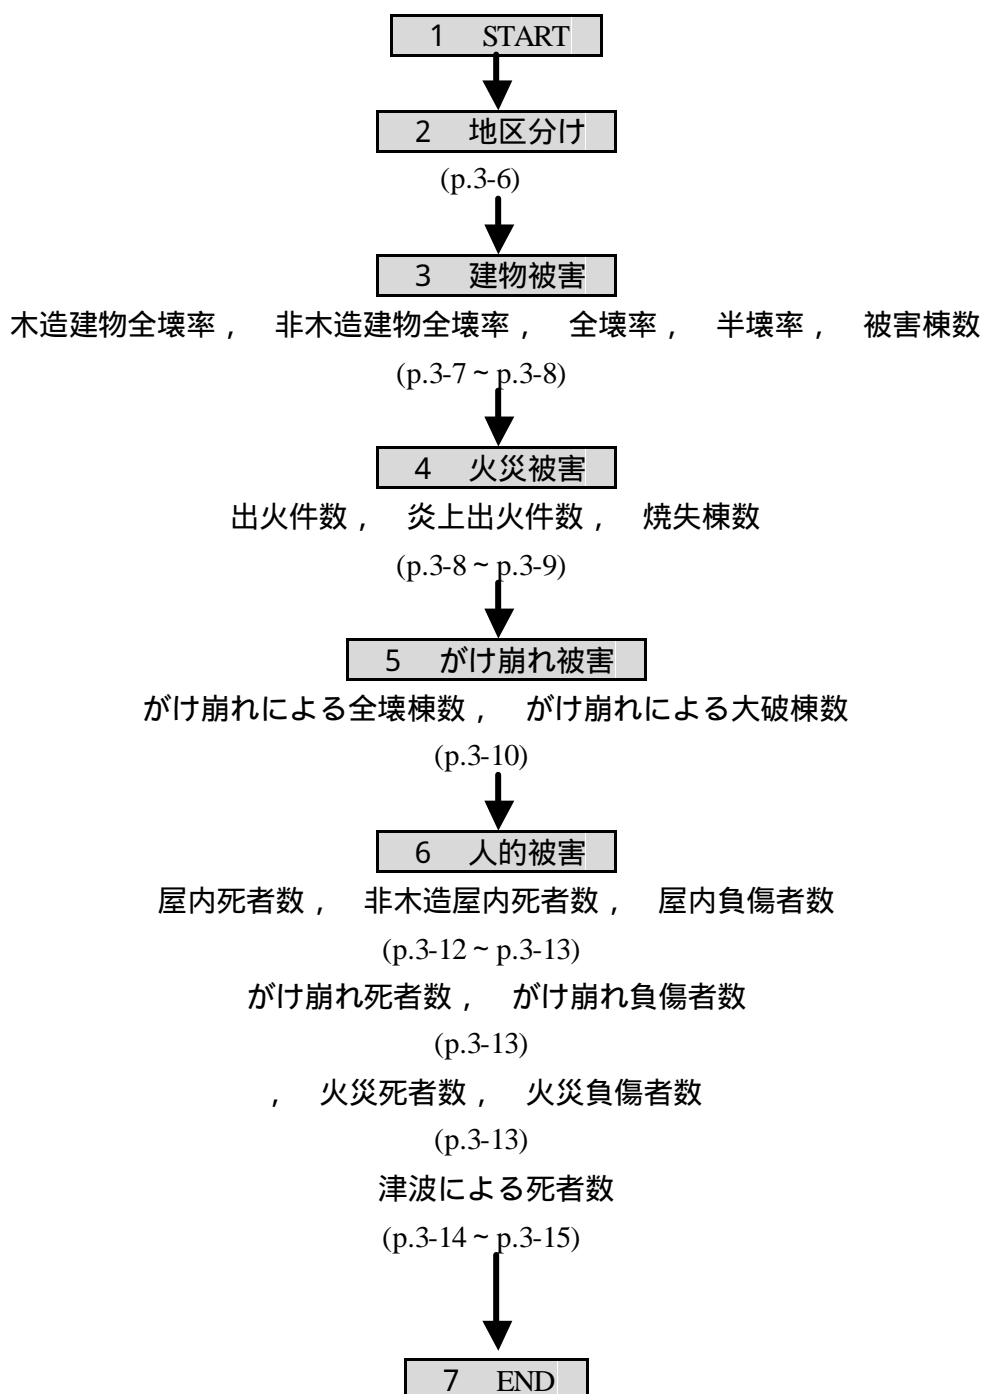 1 START
2 地区分け
(p.3-6)
3 建物被害
木造建物全壊率， 非木造建物全壊率， 全壊率， 半壊率， 被害棟数
(p.3-7～p.3-8)
4 火災被害
出火件数， 炎上出火件数， 焼失棟数
(p.3-8～p.3-9)
5 がけ崩れ被害
がけ崩れによる全壊棟数， がけ崩れによる大破棟数
(p.3-10)
6 人的被害
屋内死者数， 非木造屋内死者数， 屋内負傷者数
(p.3-12～p.3-13)
がけ崩れ死者数， がけ崩れ負傷者数
(p.3-13)
， 火災死者数， 火災負傷者数
(p.3-13)
津波による死者数
(p.3-14～p.3-15)
7 END